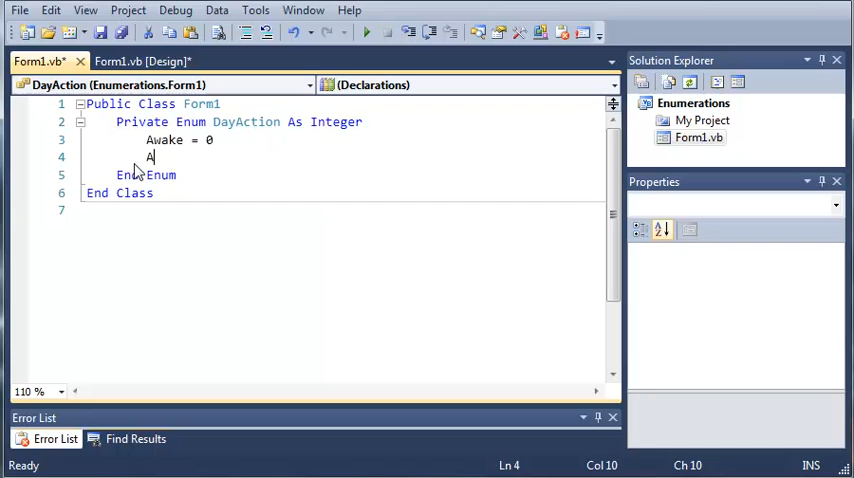 File Edit View Project Debug Data Tools Window Help
Form1.vb* Form1.vb [Design]*
DayAction (Enumerations.Form1) (Declarations)
1 Public Class Form1
2 Private Enum DayAction As Integer
3 Awake = 0
4 A
5 End Enum
6 End Class
7
110 %
Solution Explorer
Enumerations
My Project
Form1.vb
Properties
Error List
Error List Find Results
Ready Ln 4 Col 10 Ch 10 INS